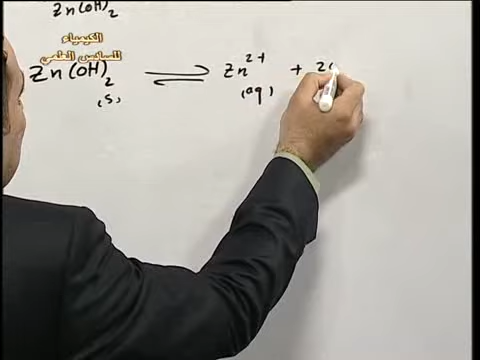 Zn(OH)₂
الكيمياء
للسادس العلمي
Zn(OH)₂ ⇌ Zn²⁺ + 2
(s) (aq)